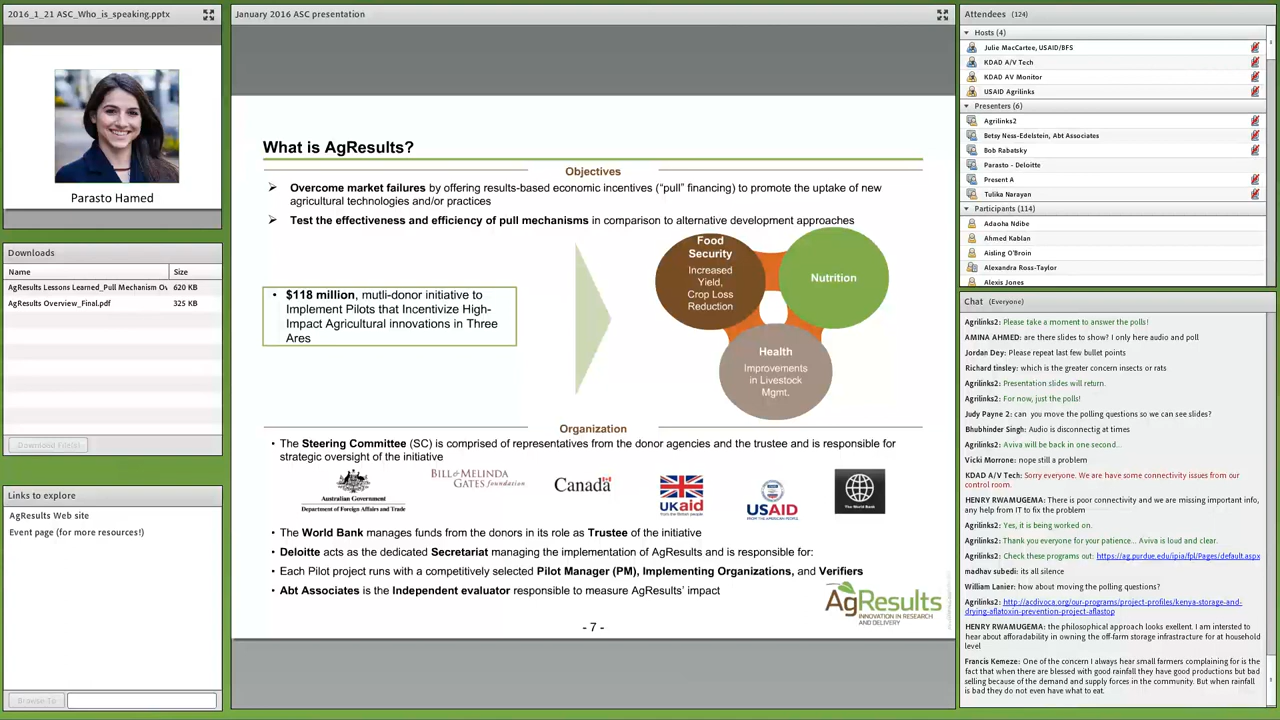 2016_1_21 ASC_Who_is_speaking.pptx
Parasto Hamed
Downloads
Name Size
AgResults Lessons Learned_Pull Mechanism Ov 620 KB
AgResults Overview_Final.pdf 325 KB
Download File(s)
Links to explore
AgResults Web site
Event page (for more resources!)
Browse To
January 2016 ASC presentation
What is AgResults?
Objectives
Overcome market failures by offering results-based economic incentives ("pull" financing) to promote the uptake of new
agricultural technologies and/or practices
Test the effectiveness and efficiency of pull mechanisms in comparison to alternative development approaches
• $118 million, mutli-donor initiative to
Implement Pilots that Incentivize High-
Impact Agricultural innovations in Three
Ares
Food
Security
Increased
Yield,
Crop Loss
Reduction
Nutrition
Health
Improvements
in Livestock
Mgmt.
Organization
• The Steering Committee (SC) is comprised of representatives from the donor agencies and the trustee and is responsible for
strategic oversight of the initiative
Australian Government
Department of Foreign Affairs and Trade
BILL & MELINDA
GATES foundation
Canada
UKaid
from the British people
USAID
FROM THE AMERICAN PEOPLE
The World Bank
• The World Bank manages funds from the donors in its role as Trustee of the initiative
• Deloitte acts as the dedicated Secretariat managing the implementation of AgResults and is responsible for:
• Each Pilot project runs with a competitively selected Pilot Manager (PM), Implementing Organizations, and Verifiers
• Abt Associates is the Independent evaluator responsible to measure AgResults' impact
AgResults
INNOVATION IN RESEARCH
AND DELIVERY
- 7 -
Attendees (124)
Hosts (4)
Julie MacCartee, USAID/BFS
KDAD A/V Tech
KDAD AV Monitor
USAID Agrilinks
Presenters (6)
Agrilinks2
Betsy Ness-Edelstein, Abt Associates
Bob Rabatsky
Parasto - Deloitte
Present A
Tulika Narayan
Participants (114)
Adaoha Ndibe
Ahmed Kablan
Aisling O'Broin
Alexandra Ross-Taylor
Alexis Jones
Chat (Everyone)
Agrilinks2: Please take a moment to answer the polls!
AMINA AHMED: are there slides to show? I only here audio and poll
Jordan Dey: Please repeat last few bullet points
Richard tinsley: which is the greater concern insects or rats
Agrilinks2: Presentation slides will return.
Agrilinks2: For now, just the polls!
Judy Payne 2: can you move the polling questions so we can see slides?
Bhubhinder Singh: Audio is disconnectig at times
Agrilinks2: Aviva will be back in one second...
Vicki Morrone: nope still a problem
KDAD A/V Tech: Sorry everyone. We are have some connectivity issues from our
control room.
HENRY RWAMUGEMA: There is poor connectivity and we are missing important info,
any help from IT to fix the problem
Agrilinks2: Yes, it is being worked on.
Agrilinks2: Thank you everyone for your patience... Aviva is loud and clear.
Agrilinks2: Check these programs out: https://ag.purdue.edu/ipia/fpl/Pages/default.aspx
madhav subedi: its all silence
William Lanier: how about moving the polling questions?
Agrilinks2: http://acdivoca.org/our-programs/project-profiles/kenya-storage-and-
drying-aflatoxin-prevention-project-aflastop
HENRY RWAMUGEMA: the philosophical approach looks exellent. I am intersted to
hear about afforadability in owning the off-farm storage infrastructure for at household
level
Francis Kemeze: One of the concern I always hear small farmers complaining for is the
fact that when there are blessed with good rainfall they have good productions but bad
selling because of the demand and supply forces in the community. But when rainfall
is bad they do not even have what to eat.